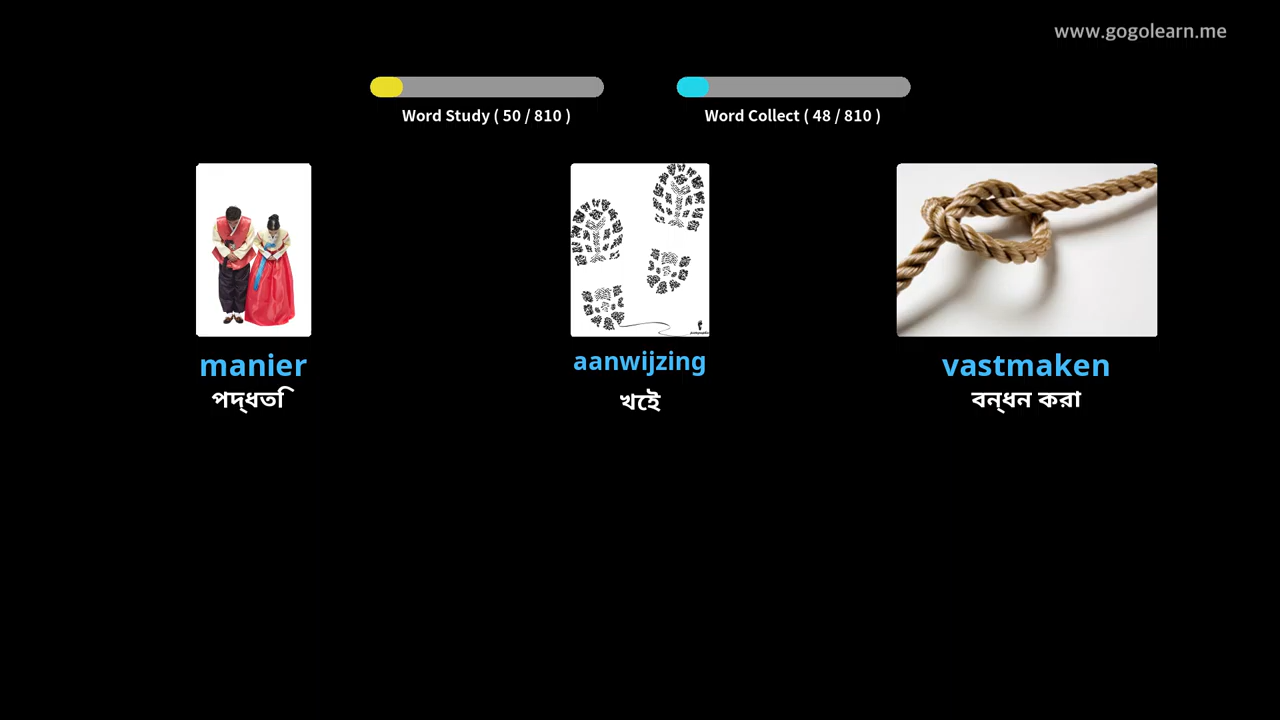 www.gogolearn.me
Word Study ( 50 / 810 )
Word Collect ( 48 / 810 )
manier
পদ্ধতি
aanwijzing
খেই
vastmaken
বন্ধন করা